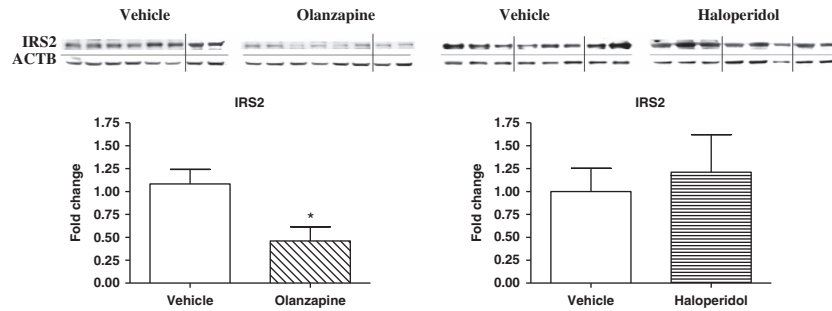 Vehicle Olanzapine Vehicle Haloperidol
IRS2
ACTB
IRS2
Fold change
1.75
1.50
1.25
1.00
0.75
0.50
0.25
0.00
*
Vehicle Olanzapine
IRS2
Fold change
1.75
1.50
1.25
1.00
0.75
0.50
0.25
0.00
Vehicle Haloperidol